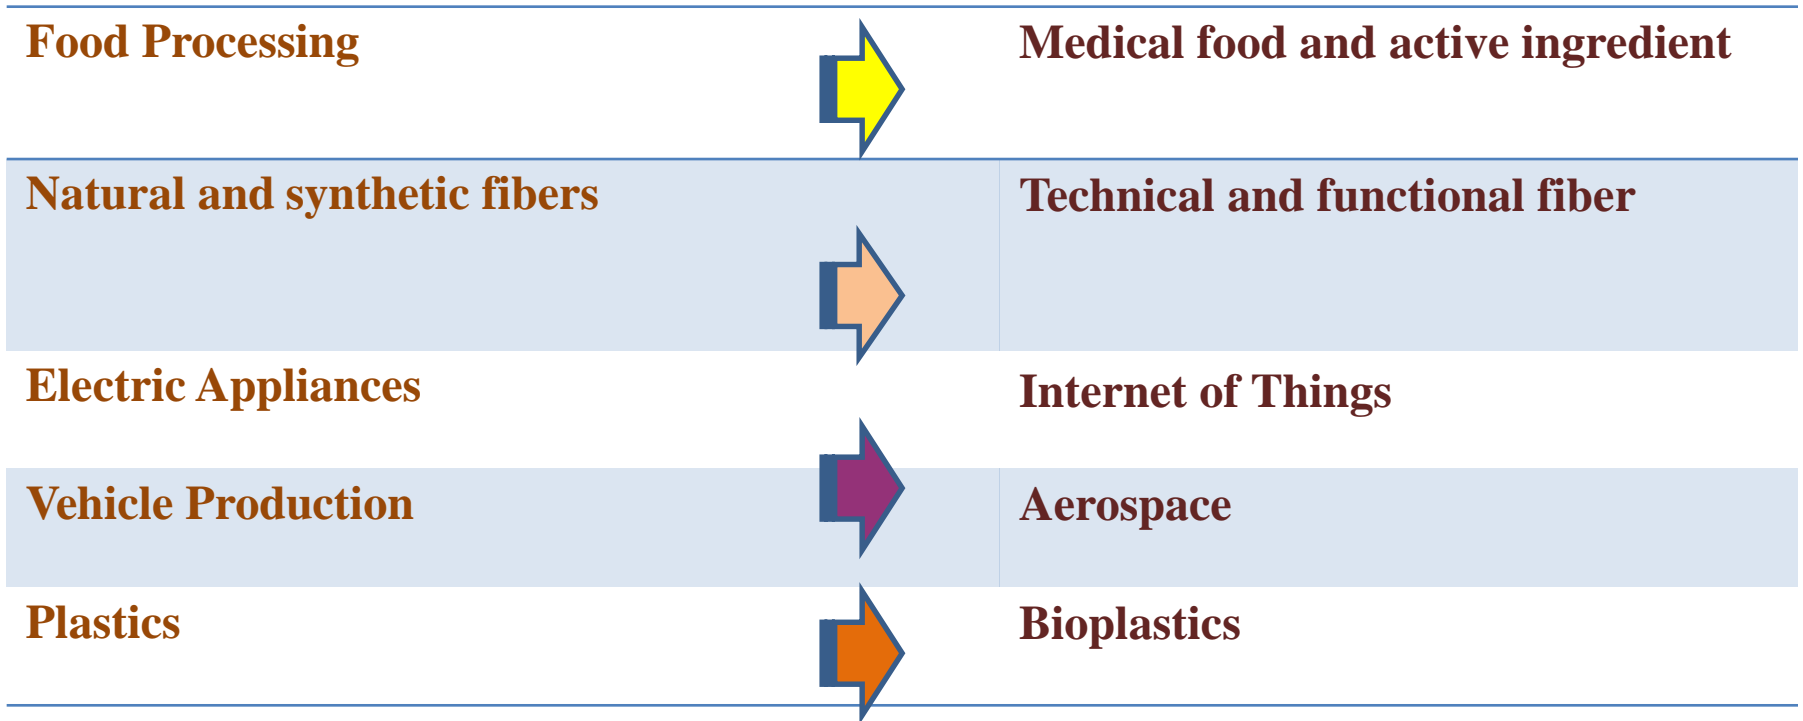 Food Processing
Medical food and active ingredient
Natural and synthetic fibers
Technical and functional fiber
Electric Appliances
Internet of Things
Vehicle Production
Aerospace
Plastics
Bioplastics